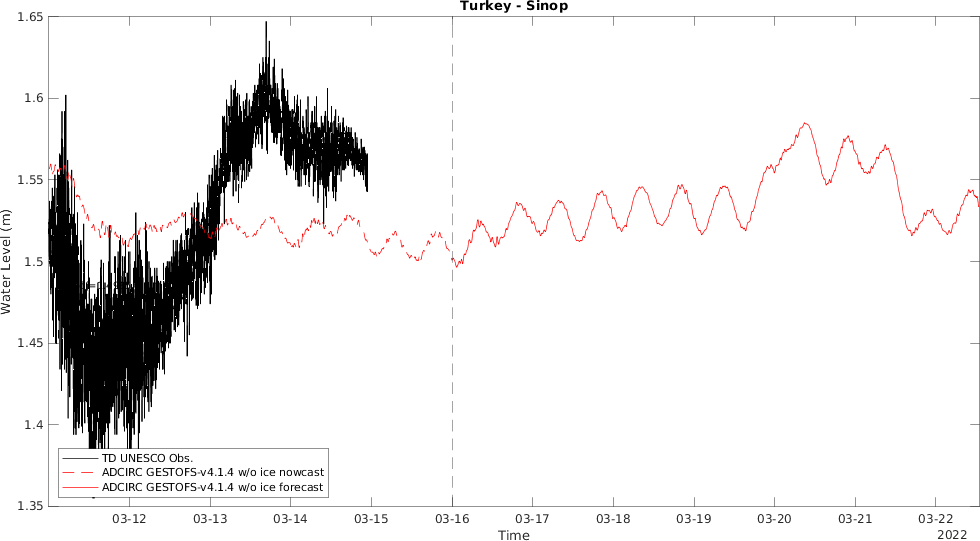 Turkey - Sinop
1.65
1.6
1.55
1.5
1.45
1.4
1.35
Water Level (m)
TD UNESCO Obs.
ADCIRC GESTOFS-v4.1.4 w/o ice nowcast
ADCIRC GESTOFS-v4.1.4 w/o ice forecast
03-12 03-13 03-14 03-15 03-16 03-17 03-18 03-19 03-20 03-21 03-22
Time
2022